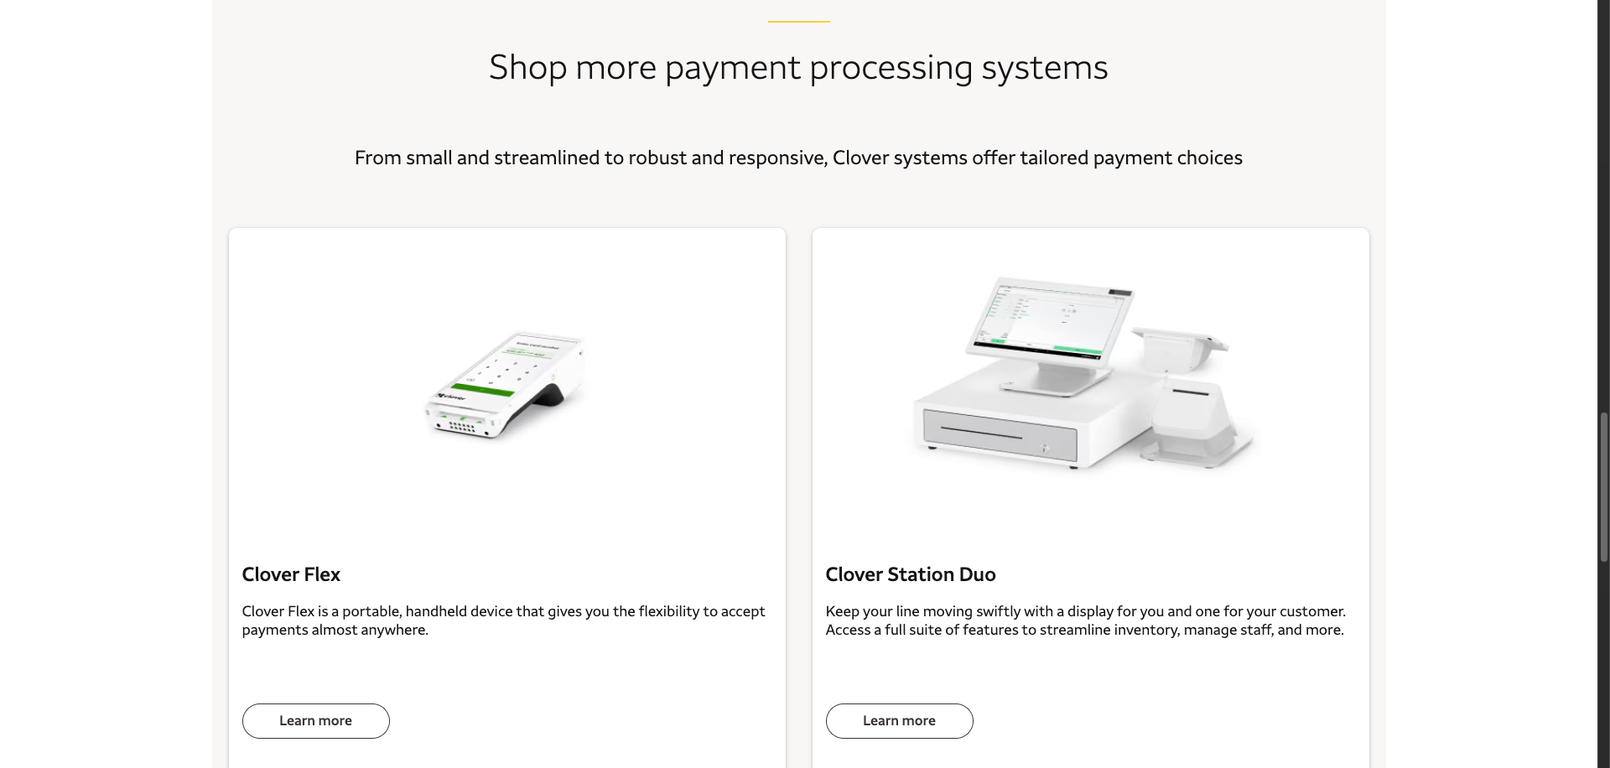 Shop more payment processing systems
From small and streamlined to robust and responsive, Clover systems offer tailored payment choices
clover
Clover Flex
Clover Flex is a portable, handheld device that gives you the flexibility to accept
payments almost anywhere.
Learn more
Clover Station Duo
Keep your line moving swiftly with a display for you and one for your customer.
Access a full suite of features to streamline inventory, manage staff, and more.
Learn more